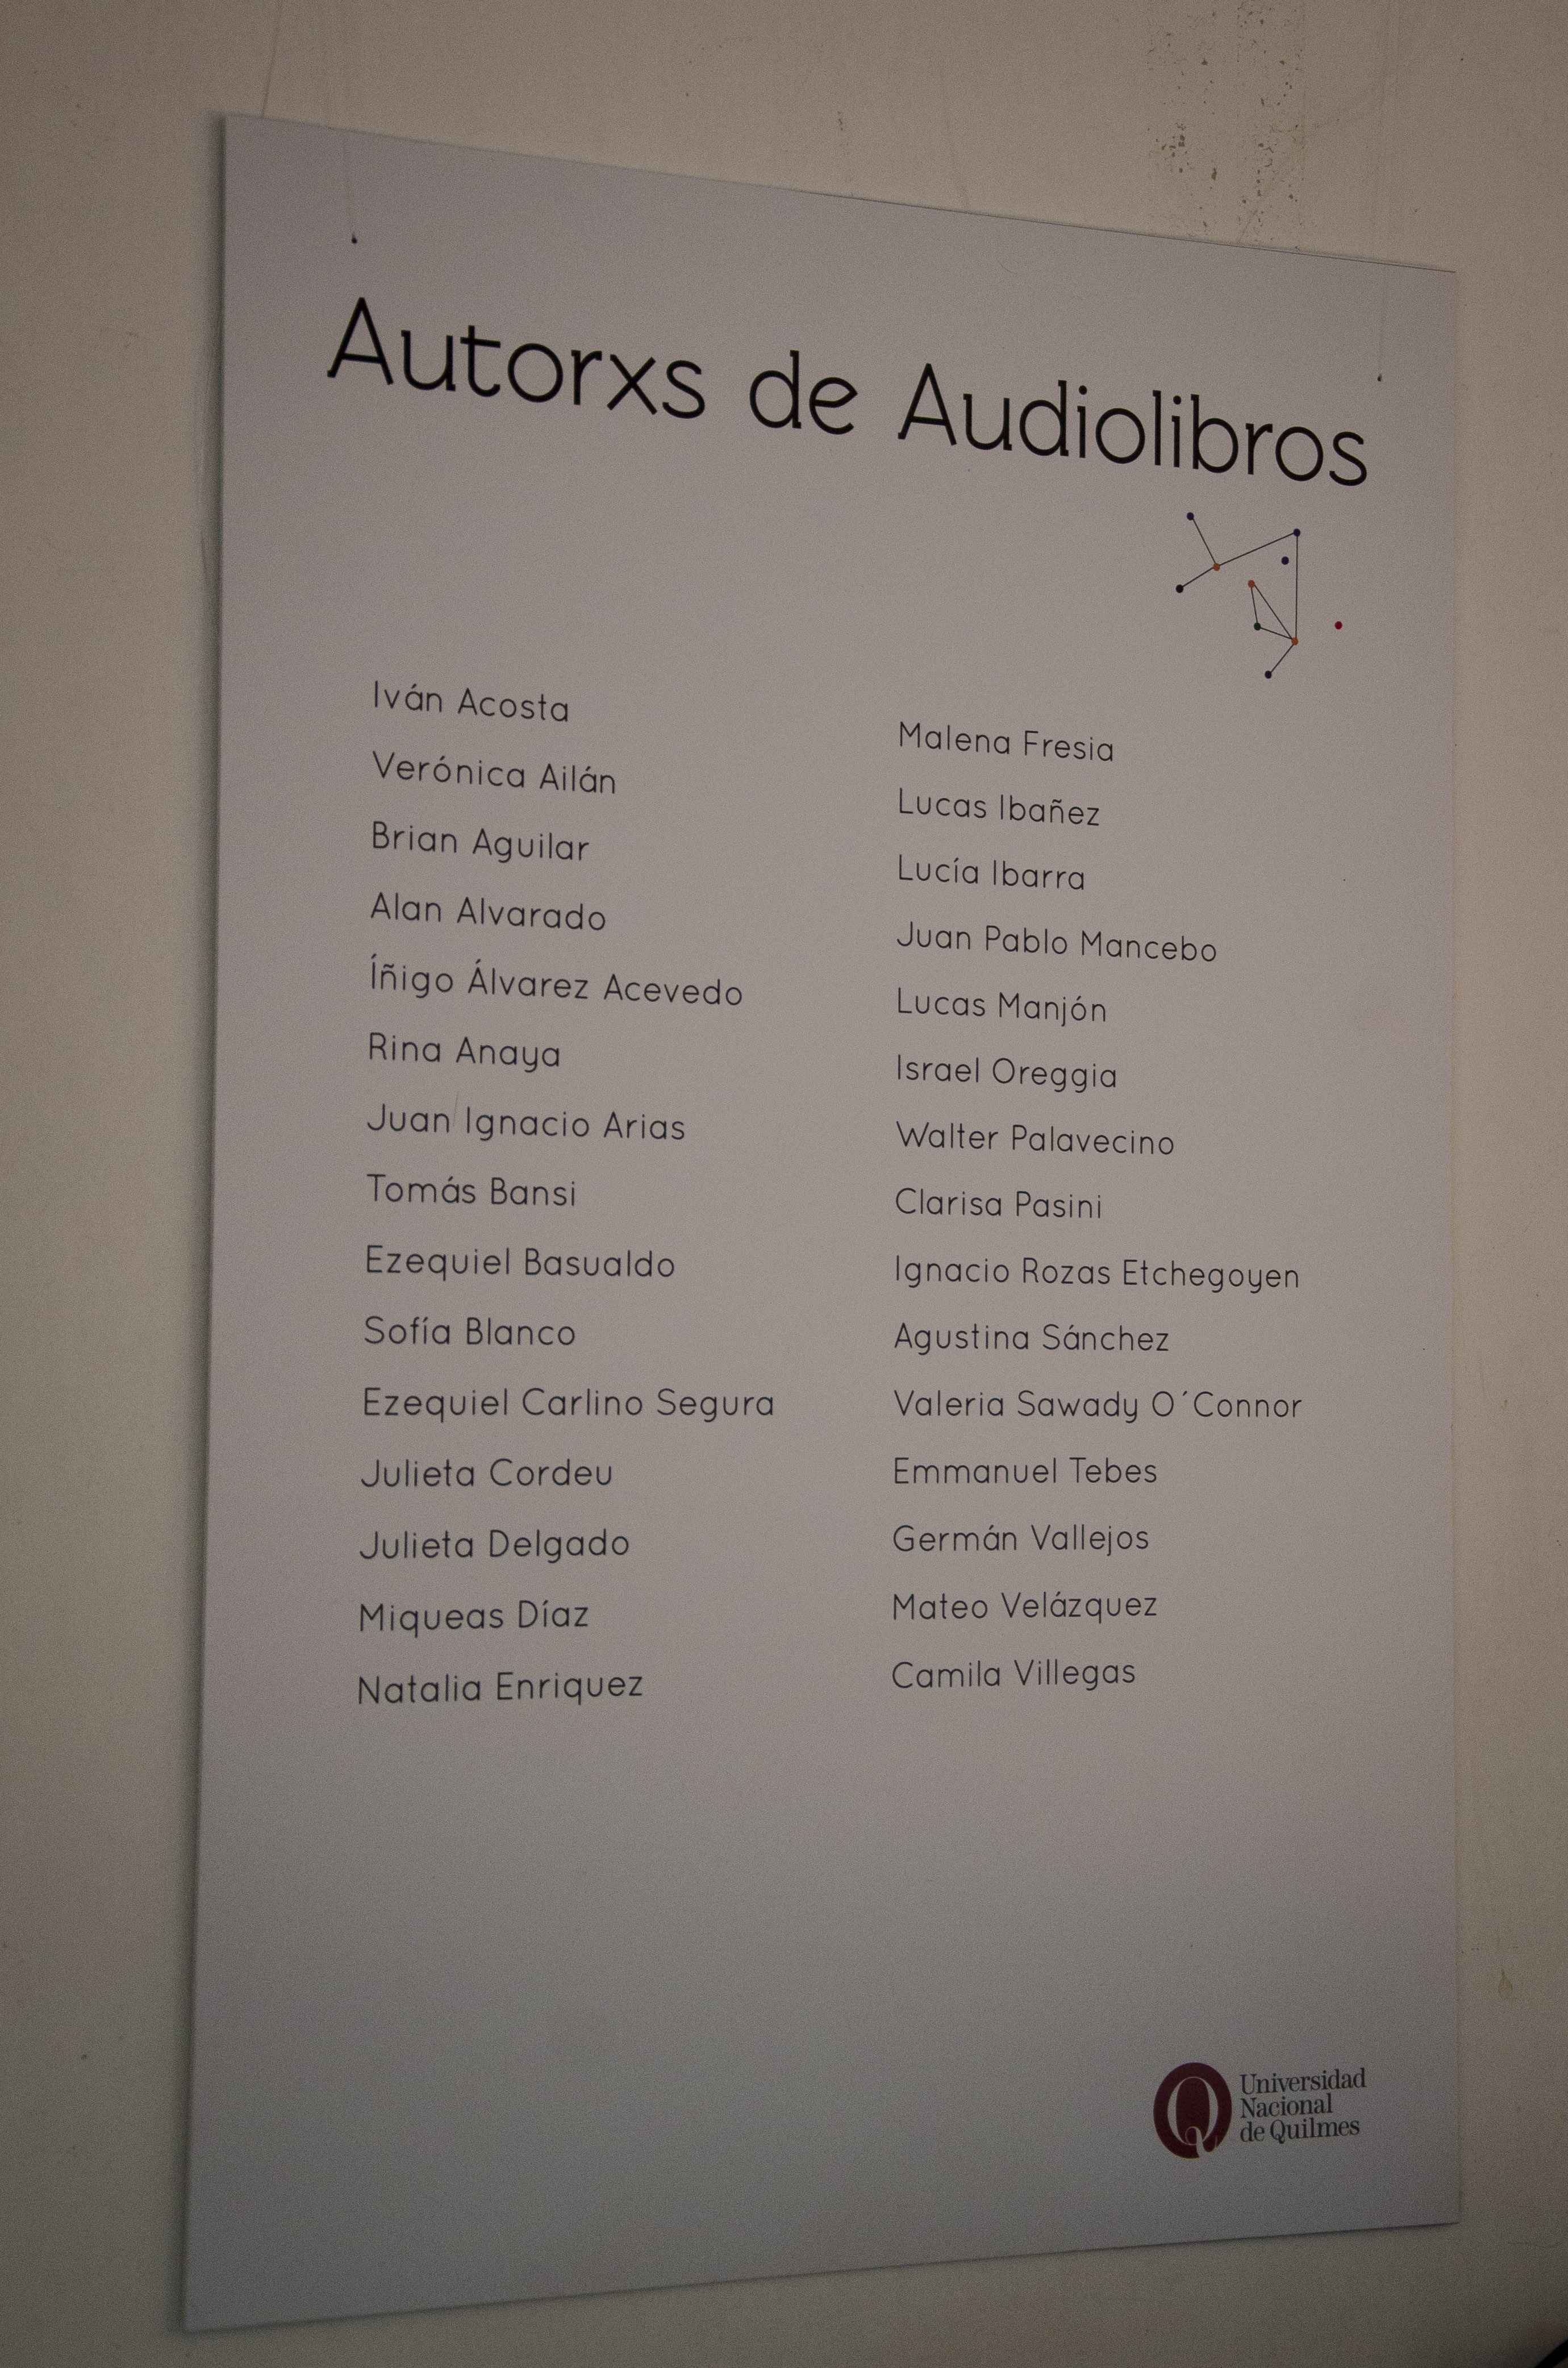 Autorxs de Audiolibros
Iván Acosta
Verónica Ailán
Brian Aguilar
Alan Alvarado
Íñigo Álvarez Acevedo
Rina Anaya
Juan Ignacio Arias
Tomás Bansi
Ezequiel Basualdo
Sofía Blanco
Ezequiel Carlino Segura
Julieta Cordeu
Julieta Delgado
Miqueas Díaz
Natalia Enriquez
Malena Fresia
Lucas Ibañez
Lucía Ibarra
Juan Pablo Mancebo
Lucas Manjón
Israel Oreggia
Walter Palavecino
Clarisa Pasini
Ignacio Rozas Etchegoyen
Agustina Sánchez
Valeria Sawady O´Connor
Emmanuel Tebes
Germán Vallejos
Mateo Velázquez
Camila Villegas
Universidad
Nacional
de Quilmes